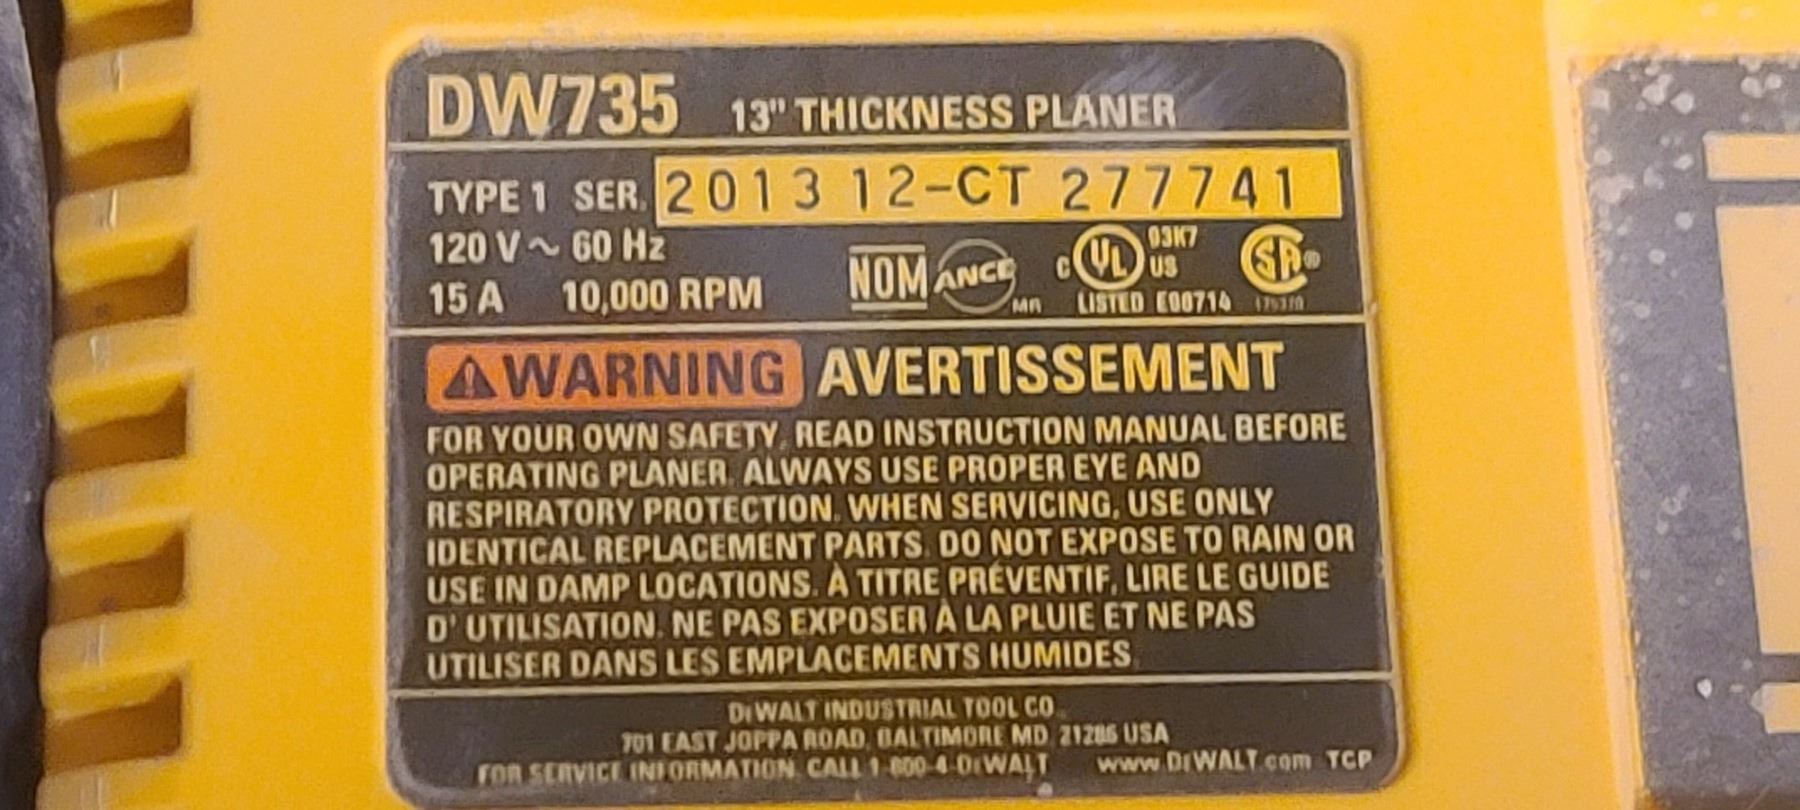 DW735 13" THICKNESS PLANER
TYPE 1 SER. 2013 12-CT 277741
120 V ~ 60 Hz
15 A 10,000 RPM
NOM ANCE MR
C UL US 93K7
LISTED E00714
SA®
⚠ WARNING AVERTISSEMENT
FOR YOUR OWN SAFETY, READ INSTRUCTION MANUAL BEFORE
OPERATING PLANER. ALWAYS USE PROPER EYE AND
RESPIRATORY PROTECTION. WHEN SERVICING, USE ONLY
IDENTICAL REPLACEMENT PARTS. DO NOT EXPOSE TO RAIN OR
USE IN DAMP LOCATIONS. À TITRE PRÉVENTIF, LIRE LE GUIDE
D' UTILISATION. NE PAS EXPOSER À LA PLUIE ET NE PAS
UTILISER DANS LES EMPLACEMENTS HUMIDES.
DEWALT INDUSTRIAL TOOL CO.
701 EAST JOPPA ROAD, BALTIMORE MD 21286 USA
FOR SERVICE INFORMATION, CALL 1-800-4-DEWALT www.DEWALT.com TCP